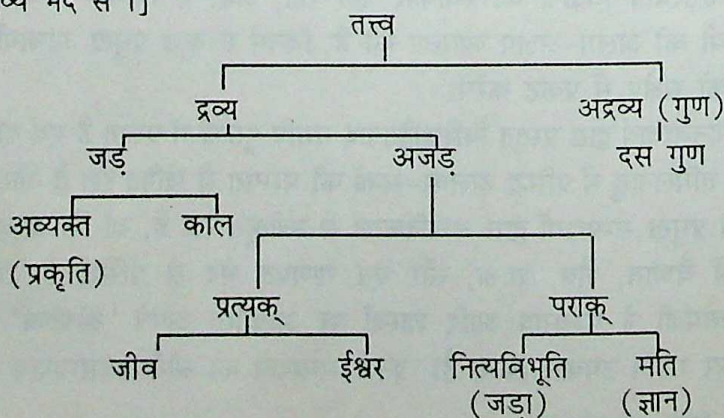 व्य भेद से ।]
तत्त्व
द्रव्य
अद्रव्य (गुण)
जड़
अजड़
दस गुण
अव्यक्त
काल
(प्रकृति)
प्रत्यक्
पराक्
जीव
ईश्वर
नित्यविभूति
मति
(जड़ा)
(ज्ञान)